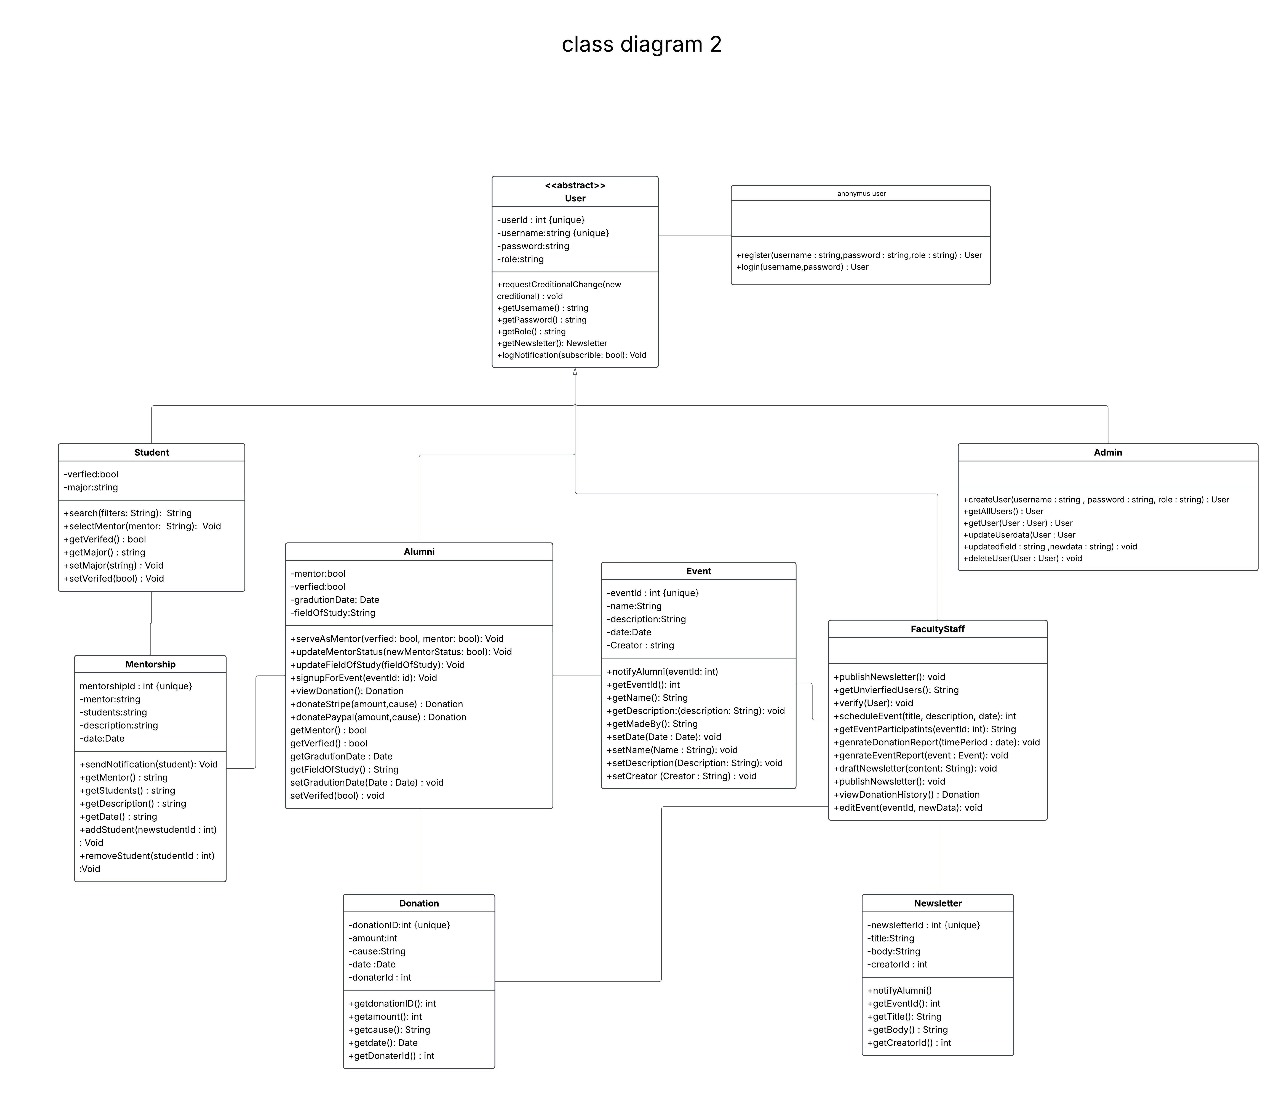 class diagram 2
<<abstract>>
User
-userId : int {unique}
-username:string {unique}
-password:string
-role:string
+requestCreditionalChange(new
creditional) : void
+getUsername() : string
+getPassword() : string
+getRole() : string
+getNewsletter(): Newsletter
+logNotification(subscrible: bool): Void
anonymus user
+register(username : string,password : string,role : string) : User
+login(username,password) : User
Student
-verfied:bool
-major:string
+search(filters: String): String
+selectMentor(mentor: String): Void
+getVerifed() : bool
+getMajor() : string
+setMajor(string) : Void
+setVerifed(bool) : Void
Admin
+createUser(username : string , password : string, role : string) : User
+getAllUsers() : User
+getUser(User : User) : User
+updateUserdata(User : User
+updatedfield : string ,newdata : string) : void
+deleteUser(User : User) : void
Alumni
-mentor:bool
-verfied:bool
-gradutionDate: Date
-fieldOfStudy:String
+serveAsMentor(verfied: bool, mentor: bool): Void
+updateMentorStatus(newMentorStatus: bool): Void
+updateFieldOfStudy(fieldOfStudy): Void
+signupForEvent(eventId: id): Void
+viewDonation(): Donation
+donateStripe(amount,cause) : Donation
+donatePaypal(amount,cause) : Donation
getMentor() : bool
getVerfied() : bool
getGradutionDate : Date
getFieldOfStudy() : String
setGradutionDate(Date : Date) : void
setVerifed(bool) : void
Event
-eventId : int {unique}
-name:String
-description:String
-date:Date
-Creator : string
+notifyAlumni(eventId: int)
+getEventId(): int
+getName(): String
+getDescription:(description: String): void
+getMadeBy(): String
+setDate(Date : Date): void
+setName(Name : String): void
+setDescription(Description: String): void
+setCreator (Creator : String) : void
FacultyStaff
+publishNewsletter(): void
+getUnvierfiedUsers(): String
+verify(User): void
+scheduleEvent(title, description, date): int
+getEventParticipatints(eventId: int): String
+genrateDonationReport(timePeriod : date): void
+genrateEventReport(event : Event): void
+draftNewsletter(content: String): void
+publishNewsletter(): void
+viewDonationHistory() : Donation
+editEvent(eventId, newData): void
Mentorship
mentorshipId : int {unique}
-mentor:string
-students:string
-description:string
-date:Date
+sendNotification(student): Void
+getMentor() : string
+getStudents() : string
+getDescription() : string
+getDate() : string
+addStudent(newstudentId : int)
: Void
+removeStudent(studentId : int)
:Void
Donation
-donationID:int {unique}
-amount:int
-cause:String
-date :Date
-donaterId : int
+getdonationID(): int
+getamount(): int
+getcause(): String
+getdate(): Date
+getDonaterId() : int
Newsletter
-newsletterId : int {unique}
-title:String
-body:String
-creatorId : int
+notifyAlumni()
+getEventId(): int
+getTitle(): String
+getBody() : String
+getCreatorId() : int